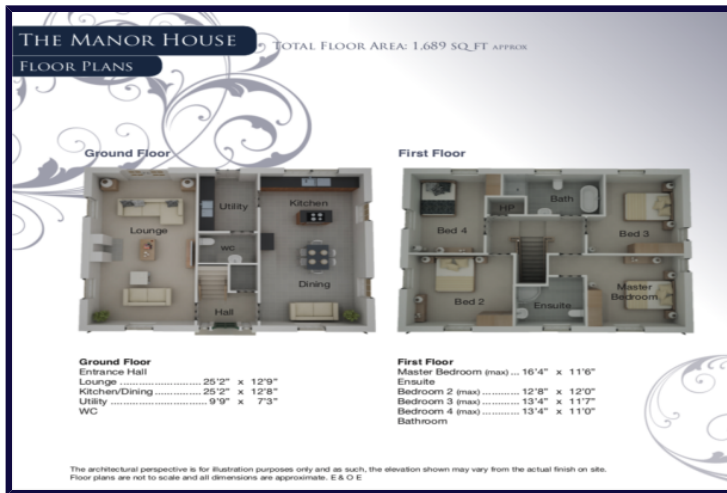 THE MANOR HOUSE
TOTAL FLOOR AREA: 1.689 SQ FT APPROX
FLOOR PLANS
Ground Floor
First Floor
Lounge
Utility
Kitchen
WC
Dining
Hall
Bed 4
HP
Bath
Bed 3
Bed 2
Ensuite
Master
Bedroom
Ground Floor
Entrance Hall
Lounge ........................... 25'2" x 12'9"
Kitchen/Dining ............... 25'2" x 12'8"
Utility ................................ 9'9" x 7'3"
WC
First Floor
Master Bedroom (max) ... 16'4" x 11'6"
Ensuite
Bedroom 2 (max) ............ 12'8" x 12'0"
Bedroom 3 (max) ............ 13'4" x 11'7"
Bedroom 4 (max) ............ 13'4" x 11'0"
Bathroom
The architectural perspective is for illustration purposes only and as such, the elevation shown may vary from the actual finish on site.
Floor plans are not to scale and all dimensions are approximate. E & O E